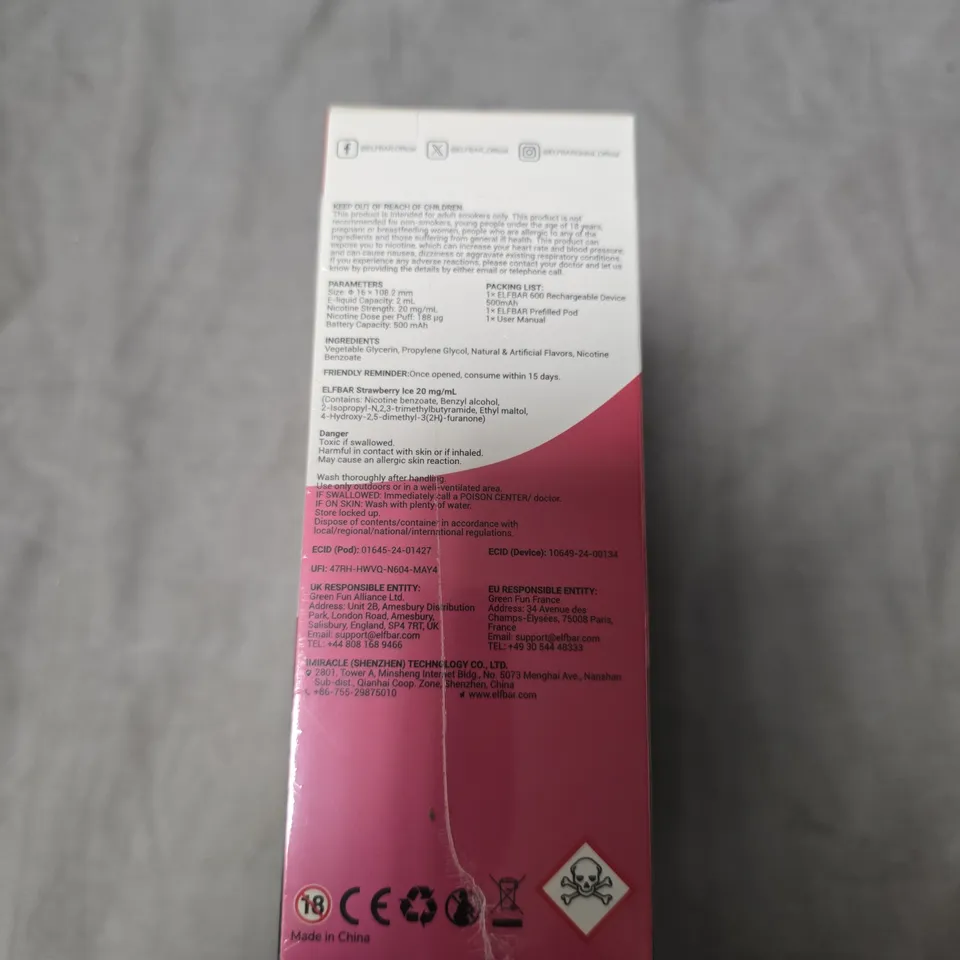 KEEP OUT OF REACH OF CHILDREN
This product is intended for adult smokers only. This product is not
recommended for non-smokers, young people under the age of 18 years,
pregnant or breastfeeding women, people who are allergic to any of the
ingredients and those suffering from general ill health. This product can
expose you to nicotine, which can increase your heart rate and blood pressure
and can cause nausea, dizziness or aggravate existing respiratory conditions.
If you experience any adverse reactions, please contact your doctor and let us
know by providing the details by either email or telephone call.
PARAMETERS
Size: Φ 16 × 108.2 mm
E-liquid Capacity: 2 mL
Nicotine Strength: 20 mg/mL
Nicotine Dose per Puff: 188 μg
Battery Capacity: 500 mAh
PACKING LIST:
1× ELFBAR 600 Rechargeable Device
500mAh
1× ELFBAR Prefilled Pod
1× User Manual
INGREDIENTS
Vegetable Glycerin, Propylene Glycol, Natural & Artificial Flavors, Nicotine
Benzoate
FRIENDLY REMINDER:Once opened, consume within 15 days.
ELFBAR Strawberry Ice 20 mg/mL
(Contains: Nicotine benzoate, Benzyl alcohol,
2-Isopropyl-N,2,3-trimethylbutyramide, Ethyl maltol,
4-Hydroxy-2,5-dimethyl-3(2H)-furanone)
Danger
Toxic if swallowed.
Harmful in contact with skin or if inhaled.
May cause an allergic skin reaction.
Wash thoroughly after handling.
Use only outdoors or in a well-ventilated area.
IF SWALLOWED: Immediately call a POISON CENTER/ doctor.
IF ON SKIN: Wash with plenty of water.
Store locked up.
Dispose of contents/container in accordance with
local/regional/national/international regulations.
ECID (Pod): 01645-24-01427
ECID (Device): 10645-24-08134
UFI: 47RH-HWVQ-N604-MAY4
UK RESPONSIBLE ENTITY:
Green Fun Alliance Ltd.
Address: Unit 2B, Amesbury Distribution
Park, London Road, Amesbury,
Salisbury, England, SP4 7RT, UK
Email: support@elfbar.com
TEL: +44 808 168 9466
EU RESPONSIBLE ENTITY:
Green Fun France
Address: 34 Avenue des
Champs-Élysées, 75008 Paris,
France
Email: support@elfbar.com
TEL: +49 30 544 48333
IMIRACLE (SHENZHEN) TECHNOLOGY CO., LTD.
2801, Tower A, Minsheng Internet Bldg., No. 5073 Menghai Ave., Nanshan
Sub-dist., Qianhai Coop. Zone, Shenzhen, China
+86-755-29875010
www.elfbar.com
18
CE
Made in China